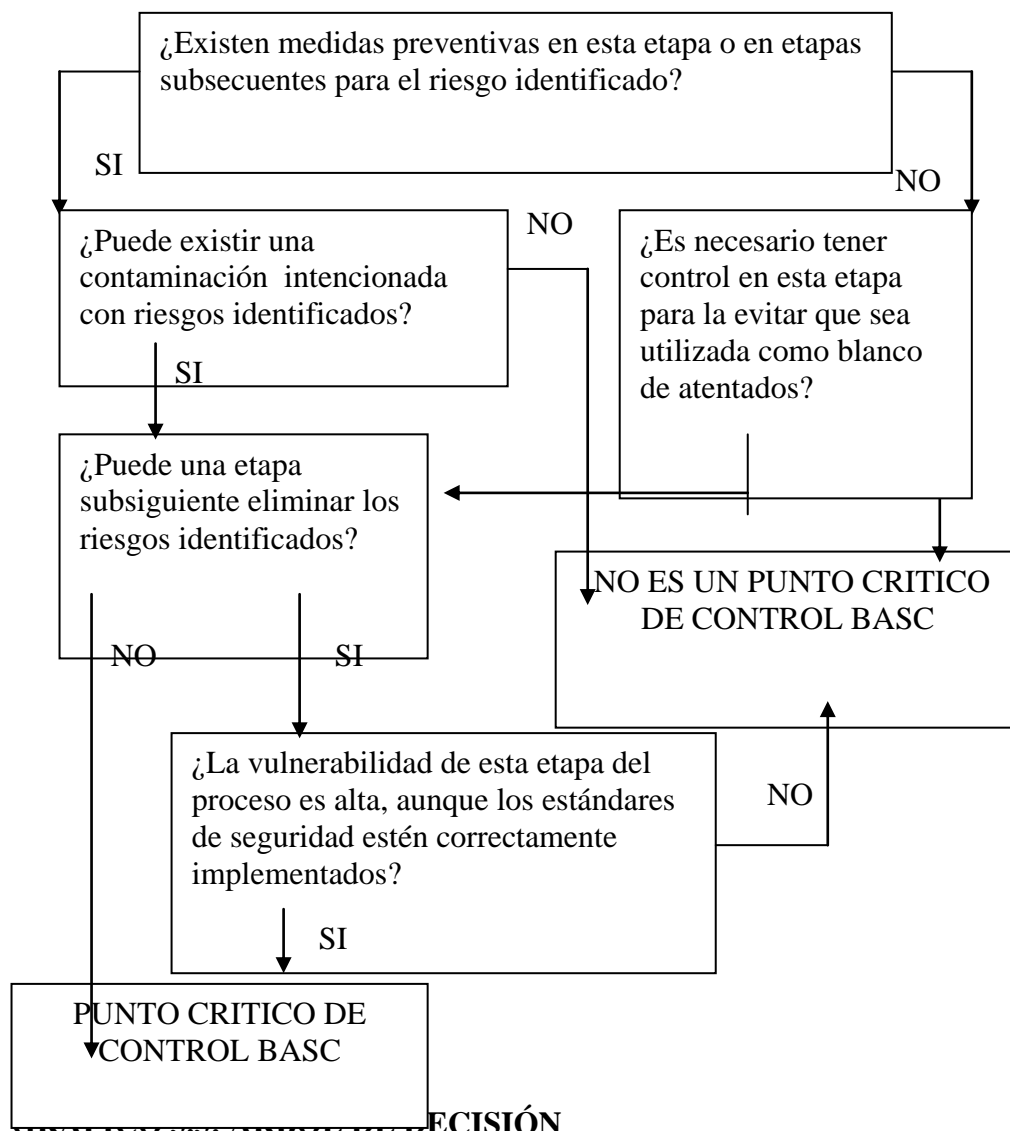 ¿Existen medidas preventivas en esta etapa o en etapas
subsecuentes para el riesgo identificado?
SI
NO
¿Puede existir una
contaminación intencionada
con riesgos identificados?
NO
¿Es necesario tener
control en esta etapa
para la evitar que sea
utilizada como blanco
de atentados?
SI
¿Puede una etapa
subsiguiente eliminar los
riesgos identificados?
NO ES UN PUNTO CRITICO
DE CONTROL BASC
NO
SI
¿La vulnerabilidad de esta etapa del
proceso es alta, aunque los estándares
de seguridad estén correctamente
implementados?
NO
SI
PUNTO CRITICO DE
CONTROL BASC
DECISIÓN